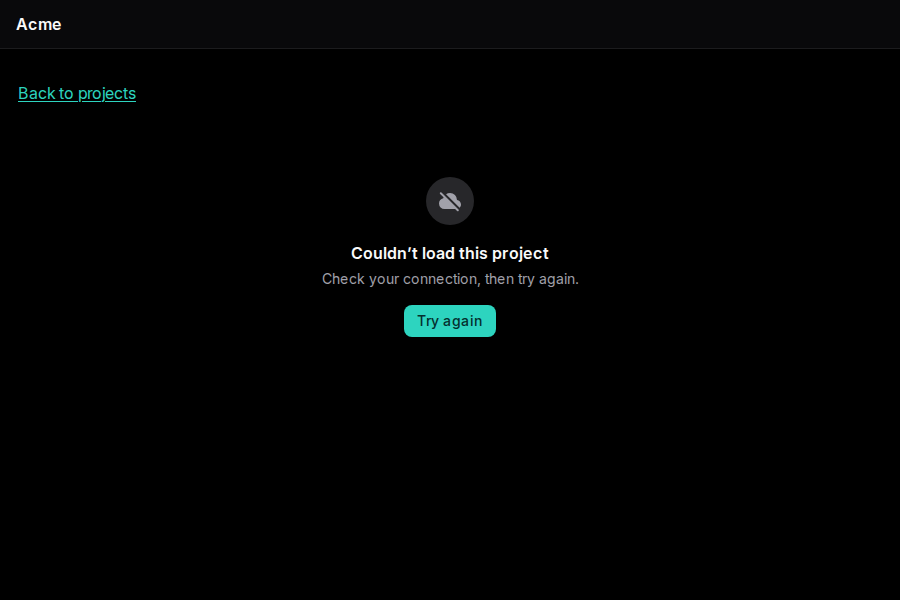 Acme
Back to projects
Couldn’t load this project
Check your connection, then try again.
Try again